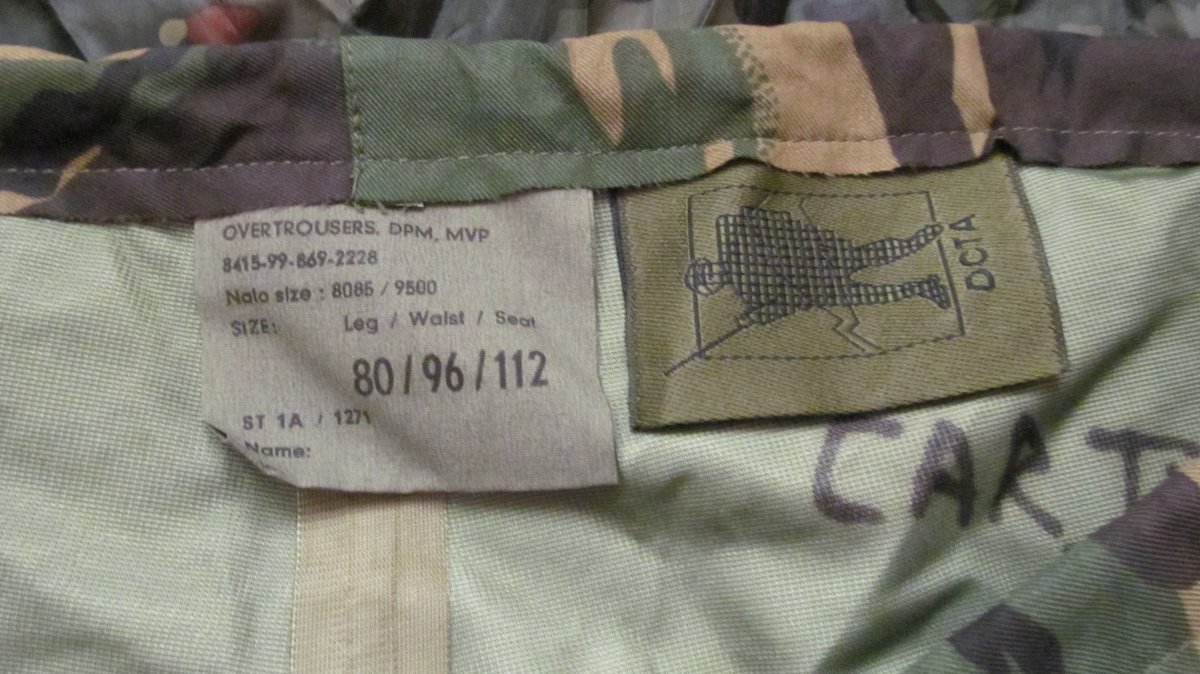 OVERTROUSERS, DPM, MVP
8415-99-869-2228
Nato size : 8085 / 9500
SIZE: Leg / Waist / Seat
80/96/112
ST 1A / 1271
Name:
DCTA
CART